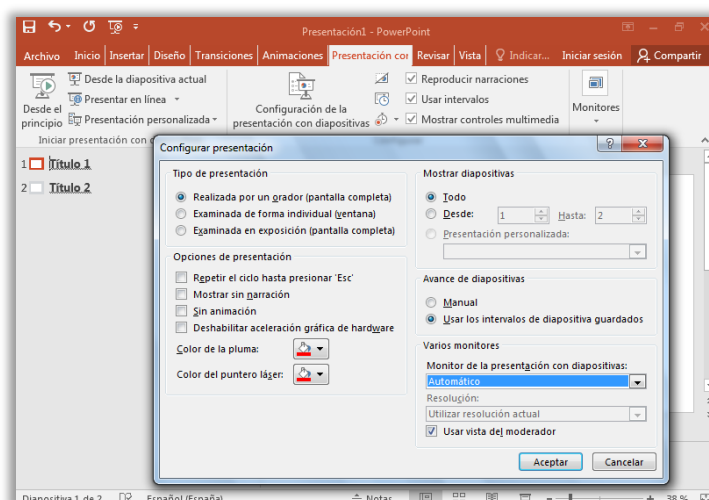 Presentación1 - PowerPoint
Archivo Inicio Insertar Diseño Transiciones Animaciones Presentación con Revisar Vista Indicar... Iniciar sesión Compartir
Desde el principio
Desde la diapositiva actual
Presentar en línea
Presentación personalizada
Iniciar presentación con
Configuración de la
presentación con diapositivas
Reproducir narraciones
Usar intervalos
Mostrar controles multimedia
Monitores
1 Título 1
2 Título 2
Configurar presentación
Tipo de presentación
Realizada por un orador (pantalla completa)
Examinada de forma individual (ventana)
Examinada en exposición (pantalla completa)
Opciones de presentación
Repetir el ciclo hasta presionar 'Esc'
Mostrar sin narración
Sin animación
Deshabilitar aceleración gráfica de hardware
Color de la pluma:
Color del puntero láser:
Mostrar diapositivas
Todo
Desde: 1 Hasta: 2
Presentación personalizada:
Avance de diapositivas
Manual
Usar los intervalos de diapositiva guardados
Varios monitores
Monitor de la presentación con diapositivas:
Automático
Resolución:
Utilizar resolución actual
Usar vista del moderador
Aceptar Cancelar
Diapositiva 1 de 2 Español (España) Notas 38 %